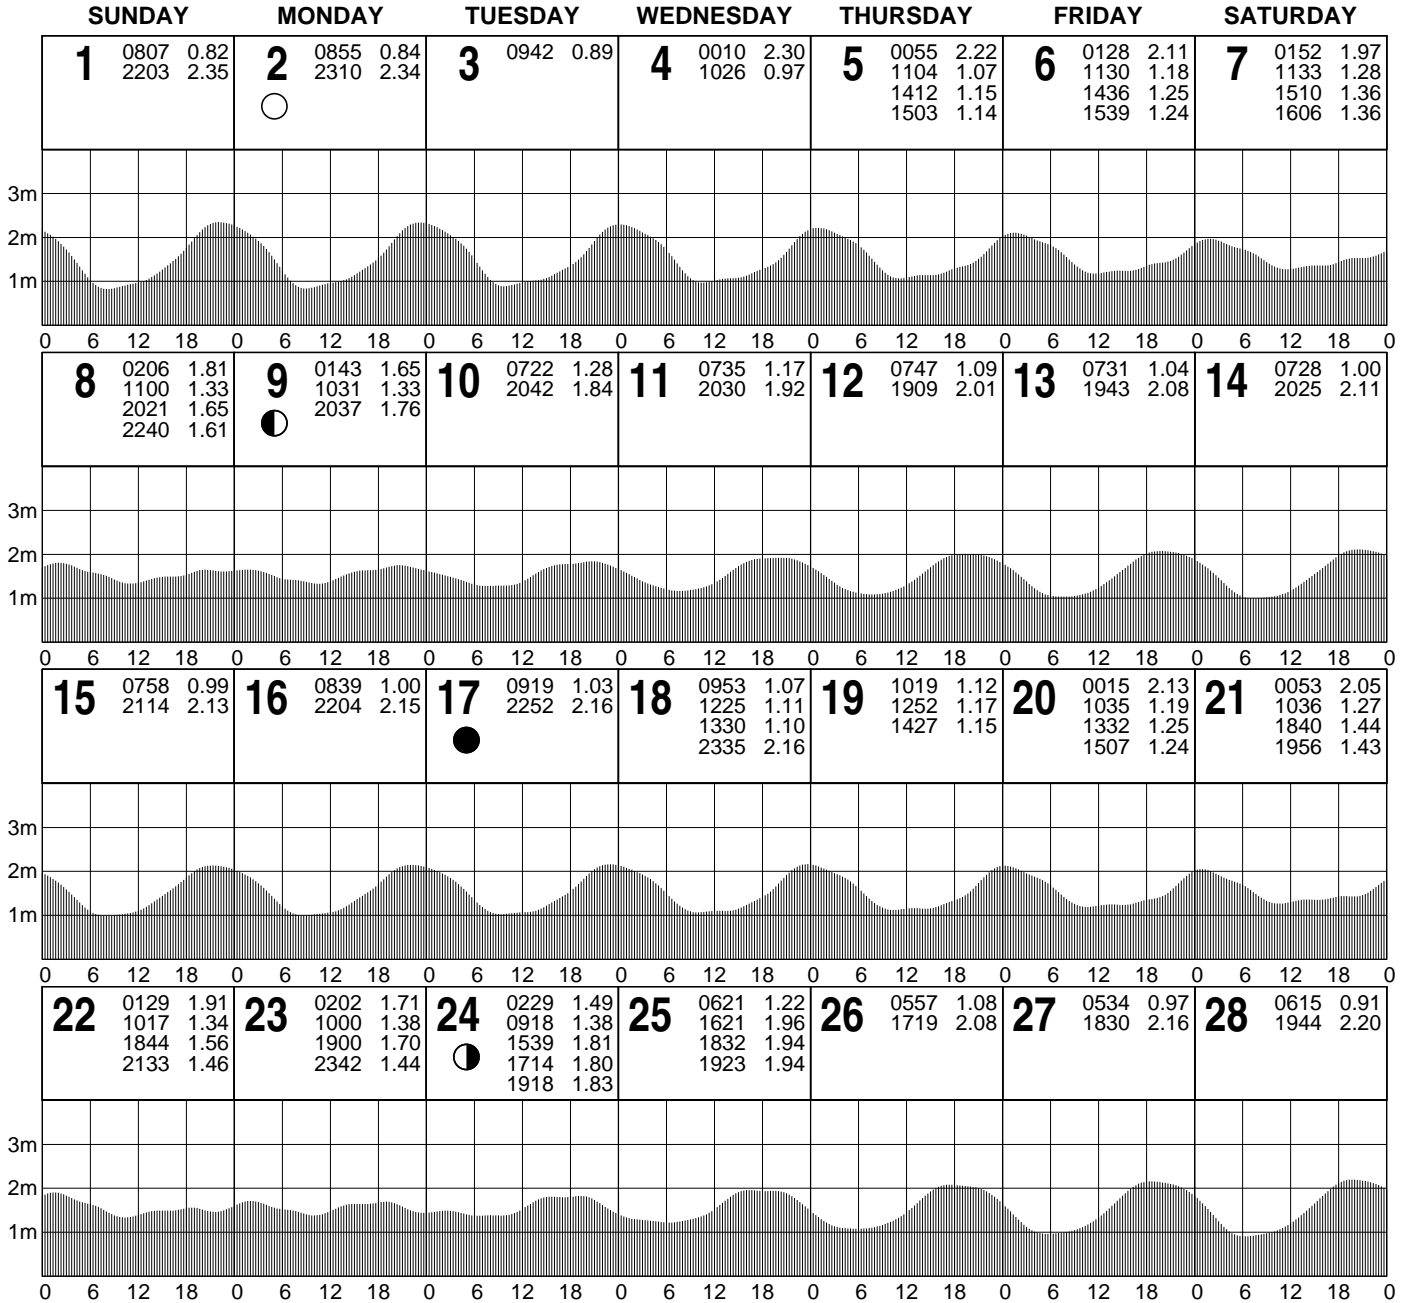 SUNDAY MONDAY TUESDAY WEDNESDAY THURSDAY FRIDAY SATURDAY
1 0807 0.82
2203 2.35
2 0855 0.84
2310 2.34
3 0942 0.89
4 0010 2.30
1026 0.97
5 0055 2.22
1104 1.07
1412 1.15
1503 1.14
6 0128 2.11
1130 1.18
1436 1.25
1539 1.24
7 0152 1.97
1133 1.28
1510 1.36
1606 1.36
3m
2m
1m
0 6 12 18 0 6 12 18 0 6 12 18 0 6 12 18 0 6 12 18 0 6 12 18 0 6 12 18 0
8 0206 1.81
1100 1.33
2021 1.65
2240 1.61
9 0143 1.65
1031 1.33
2037 1.76
10 0722 1.28
2042 1.84
11 0735 1.17
2030 1.92
12 0747 1.09
1909 2.01
13 0731 1.04
1943 2.08
14 0728 1.00
2025 2.11
3m
2m
1m
0 6 12 18 0 6 12 18 0 6 12 18 0 6 12 18 0 6 12 18 0 6 12 18 0 6 12 18 0
15 0758 0.99
2114 2.13
16 0839 1.00
2204 2.15
17 0919 1.03
2252 2.16
18 0953 1.07
1225 1.11
1330 1.10
2335 2.16
19 1019 1.12
1252 1.17
1427 1.15
20 0015 2.13
1035 1.19
1332 1.25
1507 1.24
21 0053 2.05
1036 1.27
1840 1.44
1956 1.43
3m
2m
1m
0 6 12 18 0 6 12 18 0 6 12 18 0 6 12 18 0 6 12 18 0 6 12 18 0 6 12 18 0
22 0129 1.91
1017 1.34
1844 1.56
2133 1.46
23 0202 1.71
1000 1.38
1900 1.70
2342 1.44
24 0229 1.49
0918 1.38
1539 1.81
1714 1.80
1918 1.83
25 0621 1.22
1621 1.96
1832 1.94
1923 1.94
26 0557 1.08
1719 2.08
27 0534 0.97
1830 2.16
28 0615 0.91
1944 2.20
3m
2m
1m
0 6 12 18 0 6 12 18 0 6 12 18 0 6 12 18 0 6 12 18 0 6 12 18 0 6 12 18 0